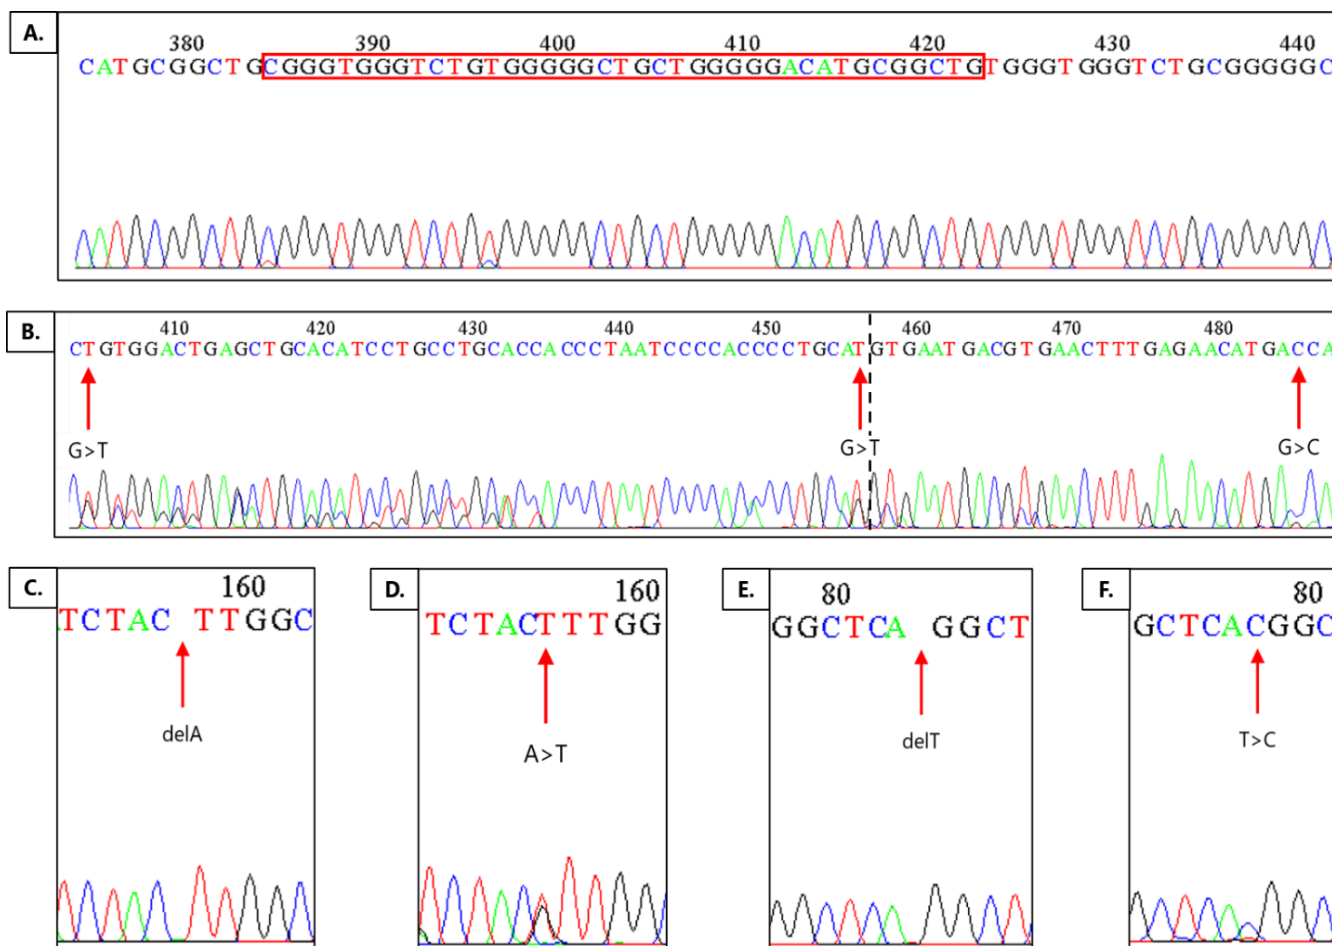 A.
380 390 400 410 420 430 440
CATGCGGCTGCGGGTGGGTCTGTGGGGGCTGCTGGGGGACATGCGGCTGTGGGTGGGTCTGCGGGGGC
B.
410 420 430 440 450 460 470 480
CTGTGGACTGAGCTGCACATCCTGCCTGCACCACCCTAATCCCCACCCCTGCATGTGAATGACGTGAACTTTGAGAACATGACCA
G>T G>T G>C
C.
160
TCTAC TTGGC
delA
D.
160
TCTACTTTGG
A>T
E.
80
GGCTCA GGCT
delT
F.
80
GCTCACGGC
T>C